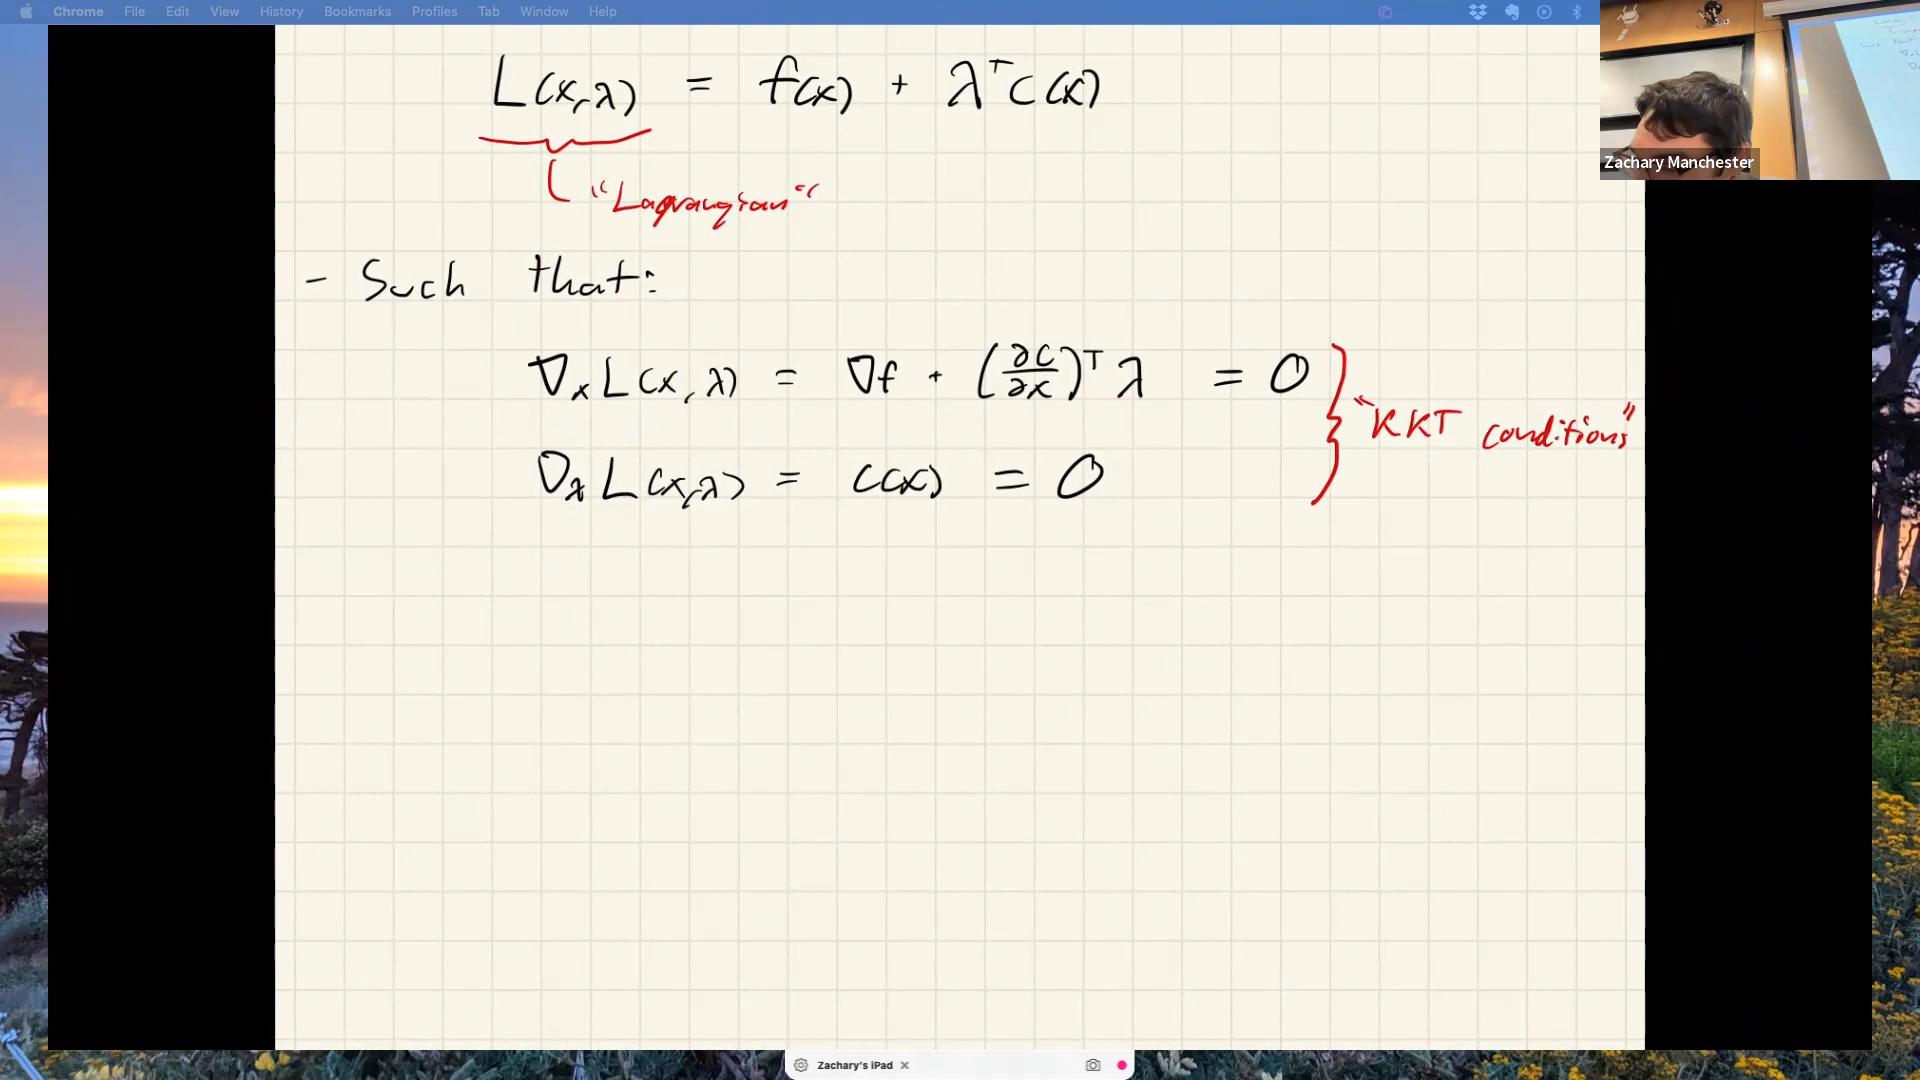 Chrome File Edit View History Bookmarks Profiles Tab Window Help
L(x,λ) = f(x) + λᵀc(x)
"Lagrangian"
Zachary Manchester
- Such that:
∇ₓL(x,λ) = ∇f + (∂c/∂x)ᵀλ = 0
"KKT conditions"
∇_λ L(x,λ) = c(x) = 0
Zachary's iPad